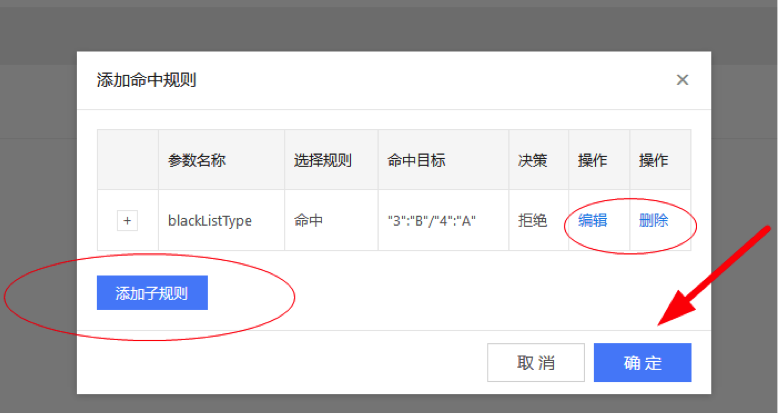 添加命中规则 ×
参数名称 选择规则 命中目标 决策 操作 操作
+ blackListType 命中 "3":"B"/"4":"A" 拒绝 编辑 删除
添加子规则
取消 确定